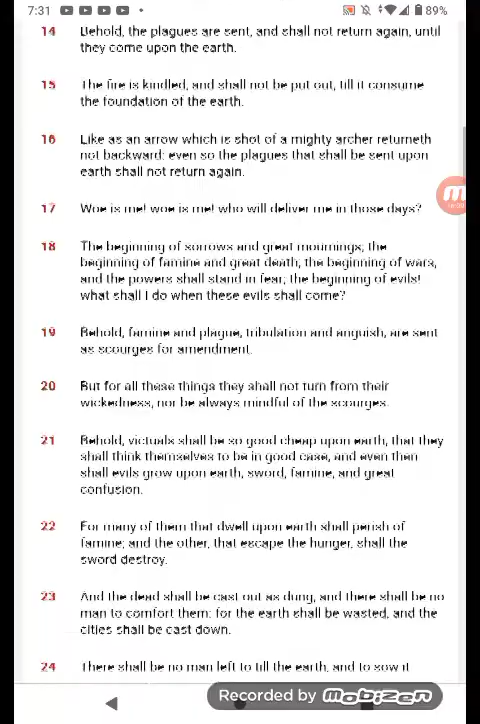 7:31
89%
14 Behold, the plagues are sent, and shall not return again, until
they come upon the earth.
15 The fire is kindled, and shall not be put out, till it consume
the foundation of the earth.
16 Like as an arrow which is shot of a mighty archer returneth
not backward: even so the plagues that shall be sent upon
earth shall not return again.
17 Woe is me! woe is me! who will deliver me in those days?
18 The beginning of sorrows and great mournings; the
beginning of famine and great death; the beginning of wars,
and the powers shall stand in fear; the beginning of evils!
what shall I do when these evils shall come?
19 Behold, famine and plague, tribulation and anguish, are sent
as scourges for amendment.
20 But for all these things they shall not turn from their
wickedness, nor be always mindful of the scourges.
21 Behold, victuals shall be so good cheap upon earth, that they
shall think themselves to be in good case, and even then
shall evils grow upon earth, sword, famine, and great
confusion.
22 For many of them that dwell upon earth shall perish of
famine; and the other, that escape the hunger, shall the
sword destroy.
23 And the dead shall be cast out as dung, and there shall be no
man to comfort them: for the earth shall be wasted, and the
cities shall be cast down.
24 There shall be no man left to till the earth, and to sow it
Recorded by Mobizen